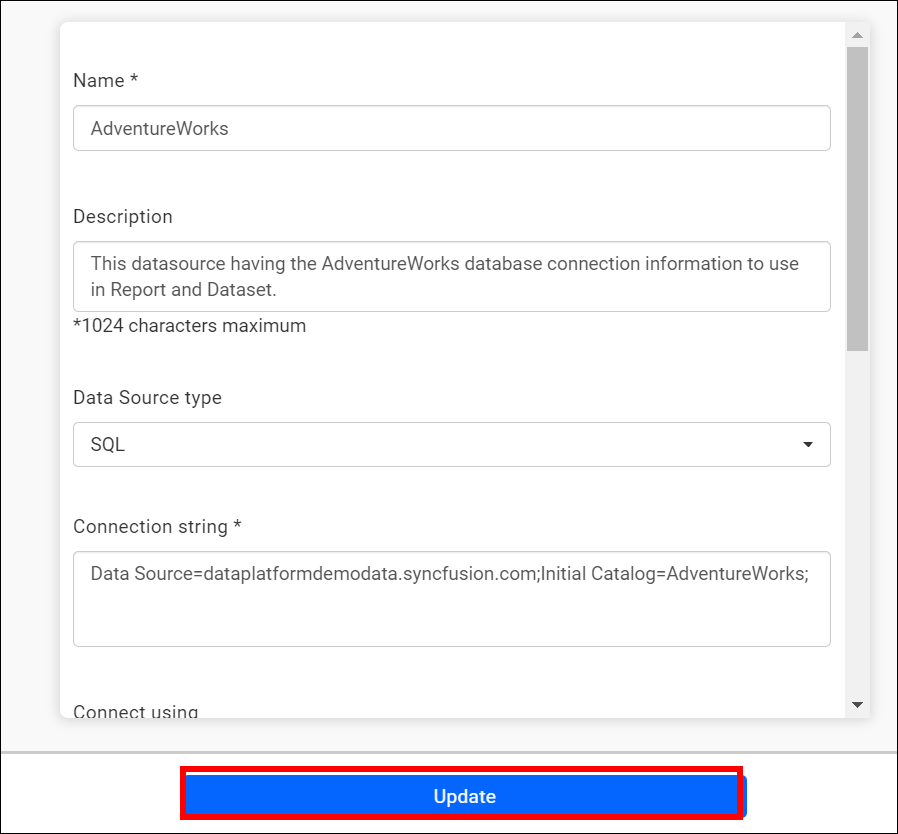 Name *
AdventureWorks
Description
This datasource having the AdventureWorks database connection information to use
in Report and Dataset.
*1024 characters maximum
Data Source type
SQL
Connection string *
Data Source=dataplatformdemodata.syncfusion.com;Initial Catalog=AdventureWorks;
Connect using
Update